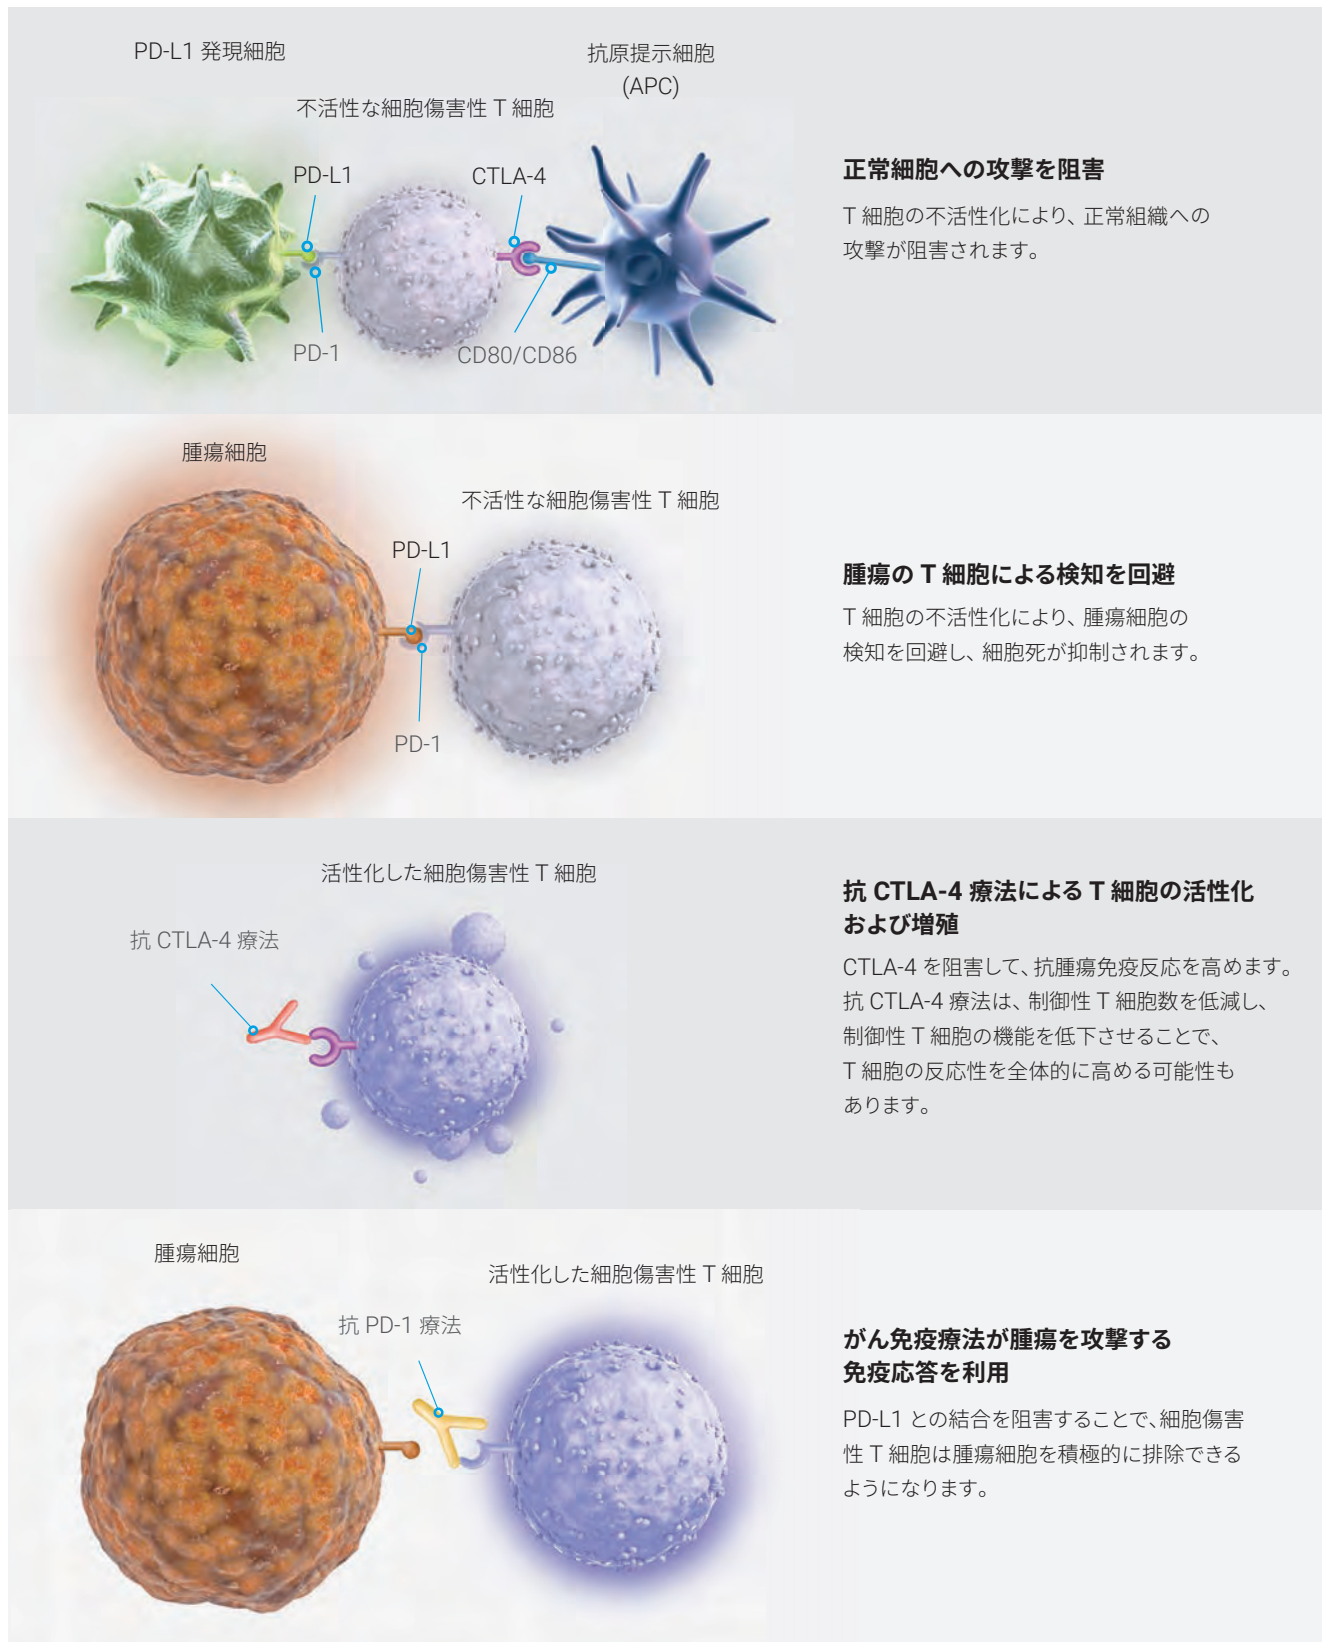 PD-L1 発現細胞
抗原提示細胞
(APC)
不活性な細胞傷害性 T 細胞
PD-L1
CTLA-4
PD-1
CD80/CD86
正常細胞への攻撃を阻害
T 細胞の不活性化により、正常組織への
攻撃が阻害されます。
腫瘍細胞
不活性な細胞傷害性 T 細胞
PD-L1
PD-1
腫瘍の T 細胞による検知を回避
T 細胞の不活性化により、腫瘍細胞の
検知を回避し、細胞死が抑制されます。
活性化した細胞傷害性 T 細胞
抗 CTLA-4 療法
抗 CTLA-4 療法による T 細胞の活性化
および増殖
CTLA-4 を阻害して、抗腫瘍免疫反応を高めます。
抗 CTLA-4 療法は、制御性 T 細胞数を低減し、
制御性 T 細胞の機能を低下させることで、
T 細胞の反応性を全体的に高める可能性も
あります。
腫瘍細胞
活性化した細胞傷害性 T 細胞
抗 PD-1 療法
がん免疫療法が腫瘍を攻撃する
免疫応答を利用
PD-L1 との結合を阻害することで、細胞傷害
性 T 細胞は腫瘍細胞を積極的に排除できる
ようになります。